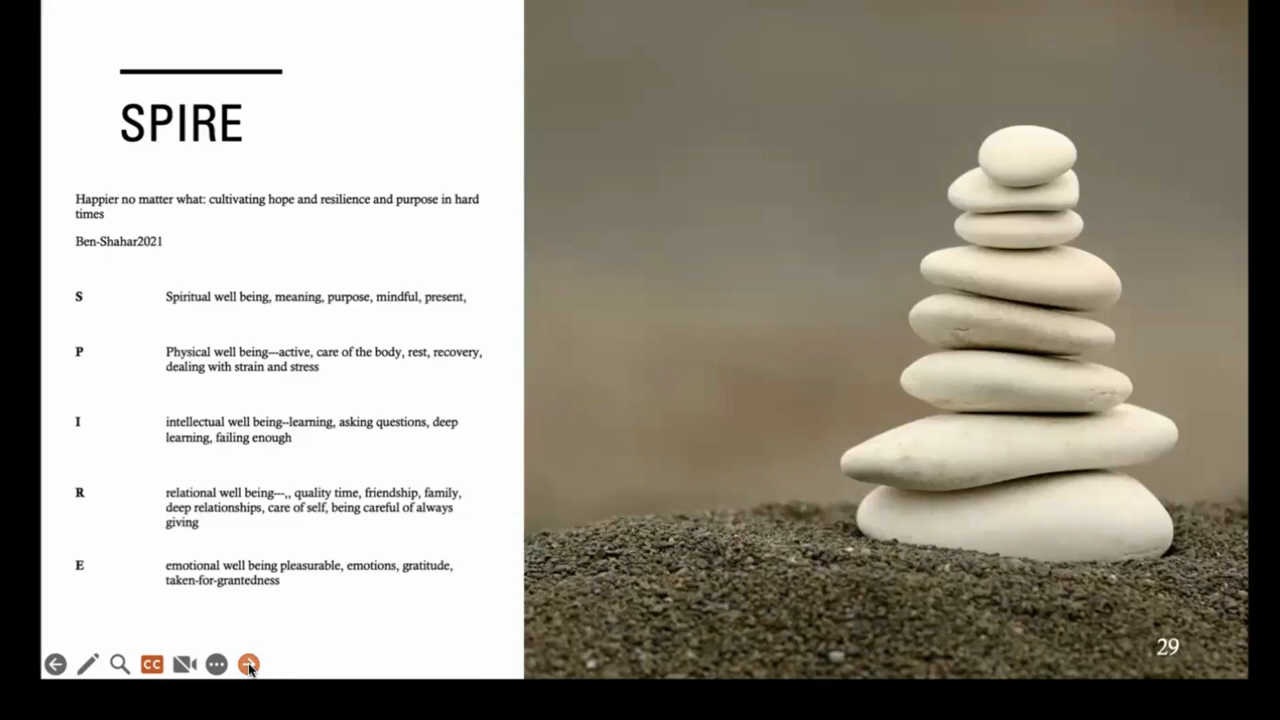 SPIRE
Happier no matter what: cultivating hope and resilience and purpose in hard
times
Ben-Shahar2021
S Spiritual well being, meaning, purpose, mindful, present,
P Physical well being---active, care of the body, rest, recovery,
dealing with strain and stress
I intellectual well being--learning, asking questions, deep
learning, failing enough
R relational well being---,, quality time, friendship, family,
deep relationships, care of self, being careful of always
giving
E emotional well being pleasurable, emotions, gratitude,
taken-for-grantedness
CC
29